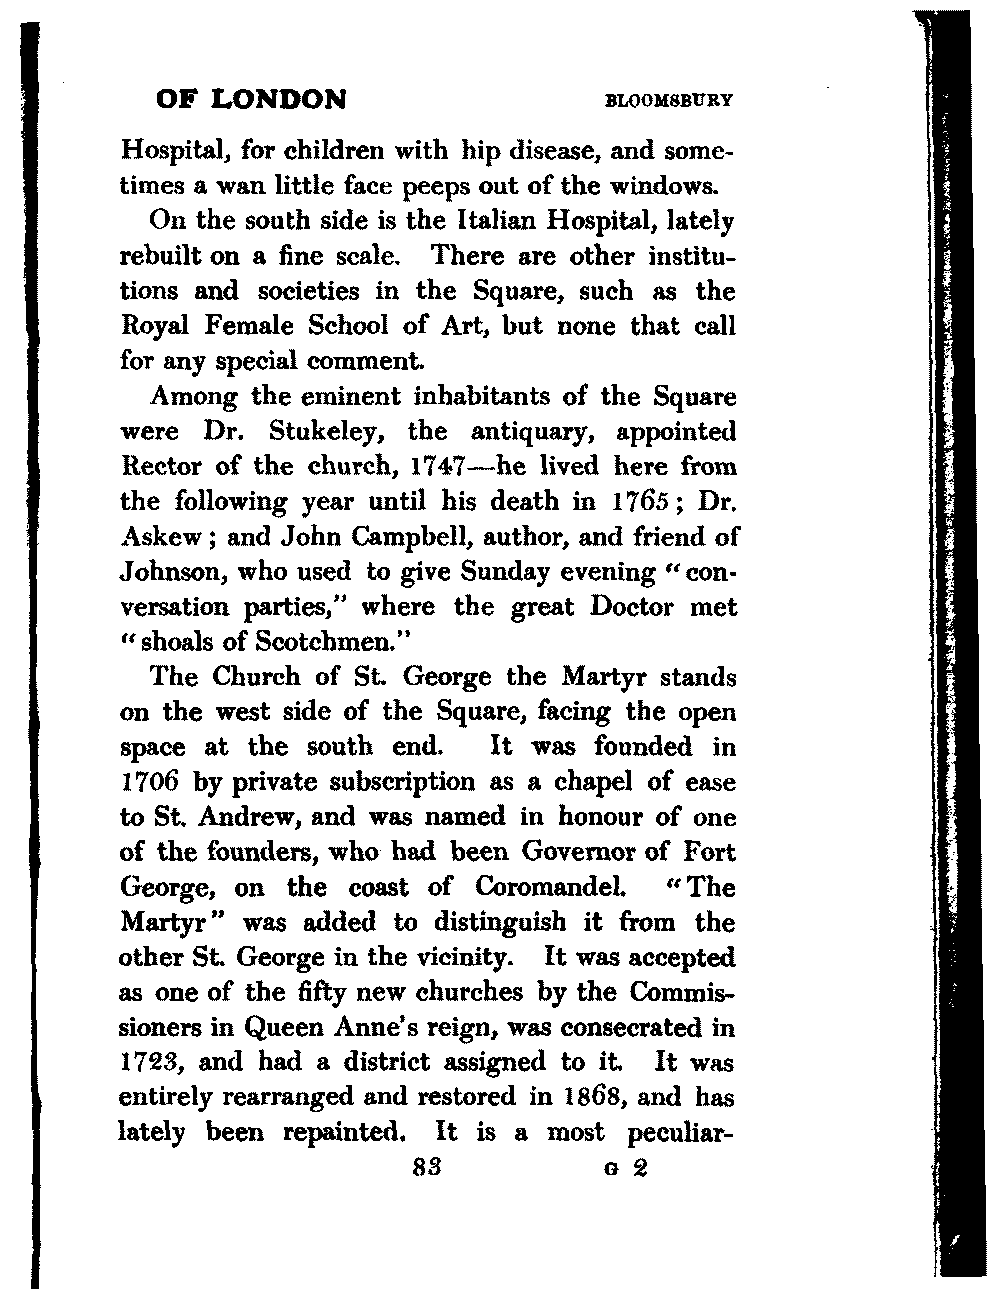 OF LONDON BLOOMSBURY
Hospital, for children with hip disease, and some-
times a wan little face peeps out of the windows.
On the south side is the Italian Hospital, lately
rebuilt on a fine scale. There are other institu-
tions and societies in the Square, such as the
Royal Female School of Art, but none that call
for any special comment.
Among the eminent inhabitants of the Square
were Dr. Stukeley, the antiquary, appointed
Rector of the church, 1747—he lived here from
the following year until his death in 1765; Dr.
Askew; and John Campbell, author, and friend of
Johnson, who used to give Sunday evening "con-
versation parties," where the great Doctor met
"shoals of Scotchmen."
The Church of St. George the Martyr stands
on the west side of the Square, facing the open
space at the south end. It was founded in
1706 by private subscription as a chapel of ease
to St. Andrew, and was named in honour of one
of the founders, who had been Governor of Fort
George, on the coast of Coromandel. "The
Martyr" was added to distinguish it from the
other St. George in the vicinity. It was accepted
as one of the fifty new churches by the Commis-
sioners in Queen Anne's reign, was consecrated in
1723, and had a district assigned to it. It was
entirely rearranged and restored in 1868, and has
lately been repainted. It is a most peculiar-
83 G 2